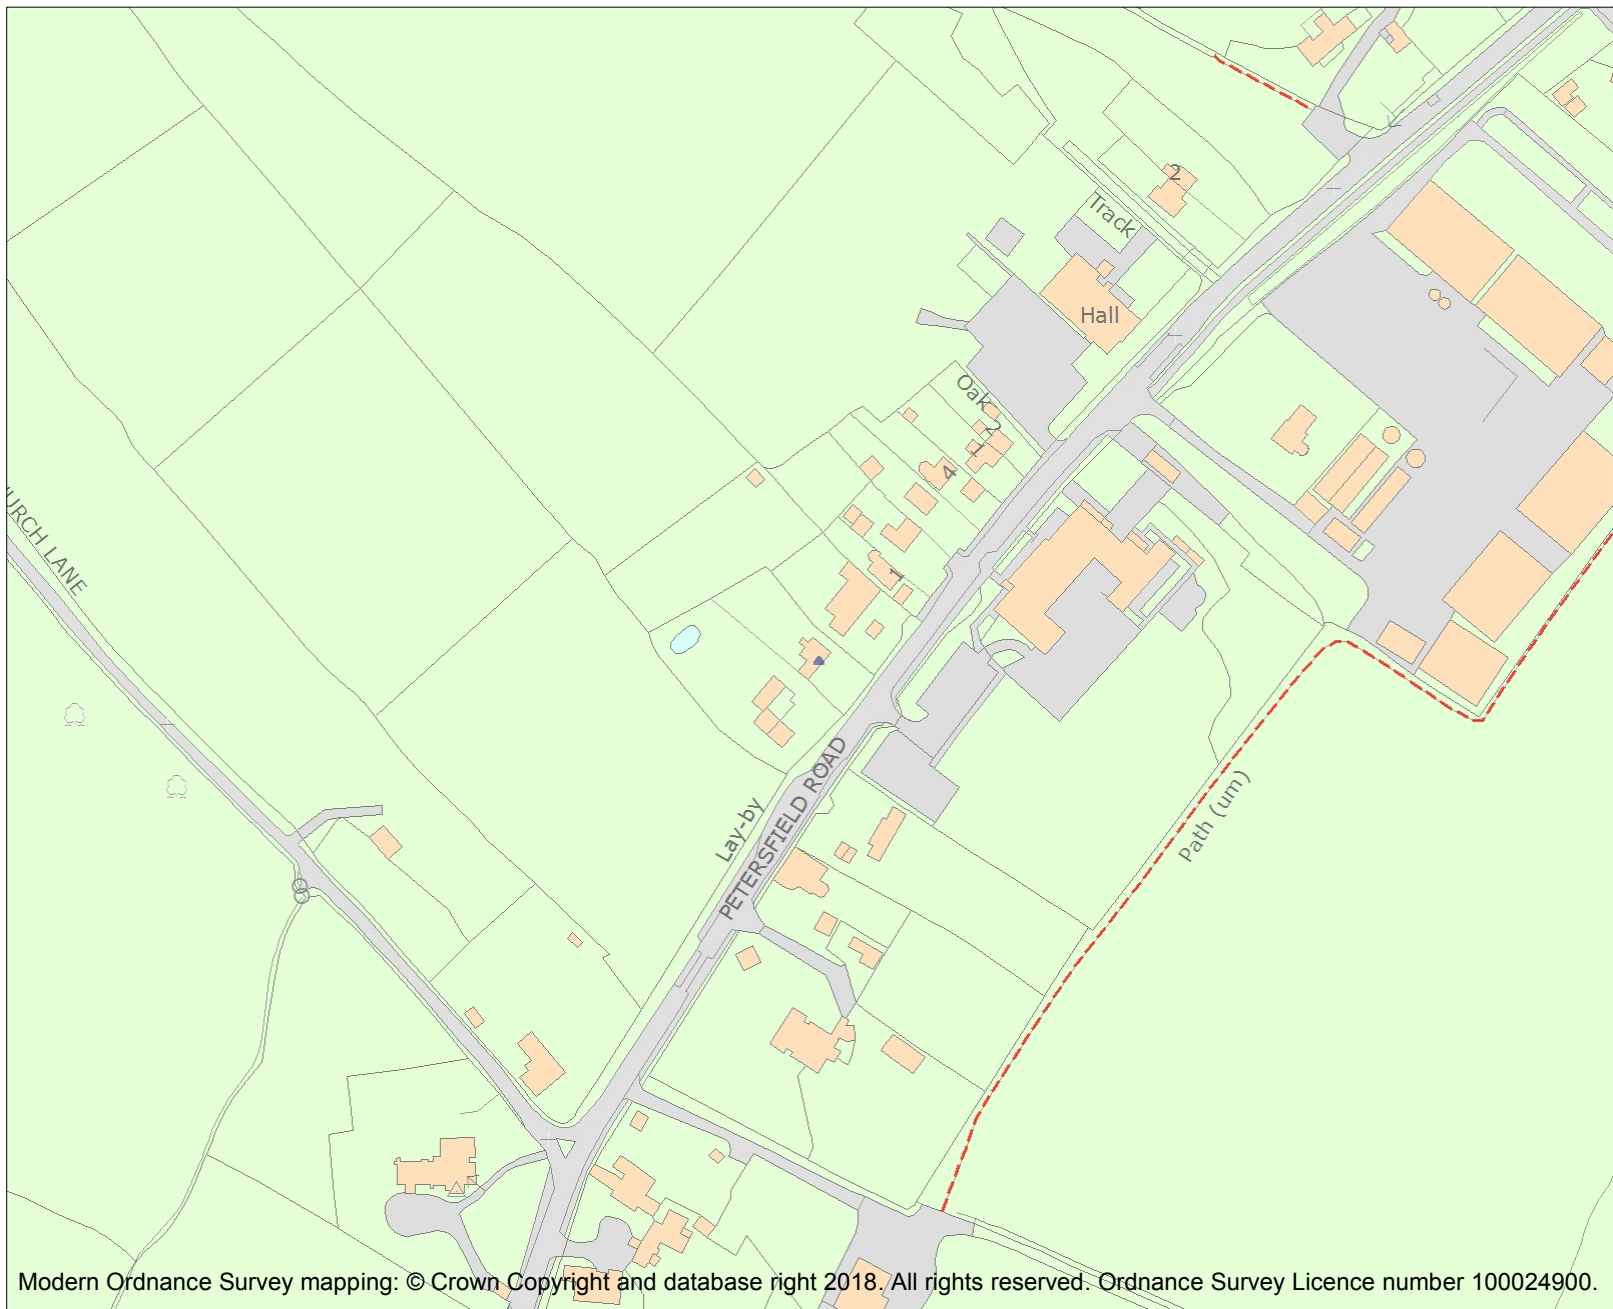 2
Track
Hall
Oak
2
1
4
1
URCH LANE
PETERSFIELD ROAD
Lay-by
Path (um)
Modern Ordnance Survey mapping: © Crown Copyright and database right 2018. All rights reserved. Ordnance Survey Licence number 100024900.